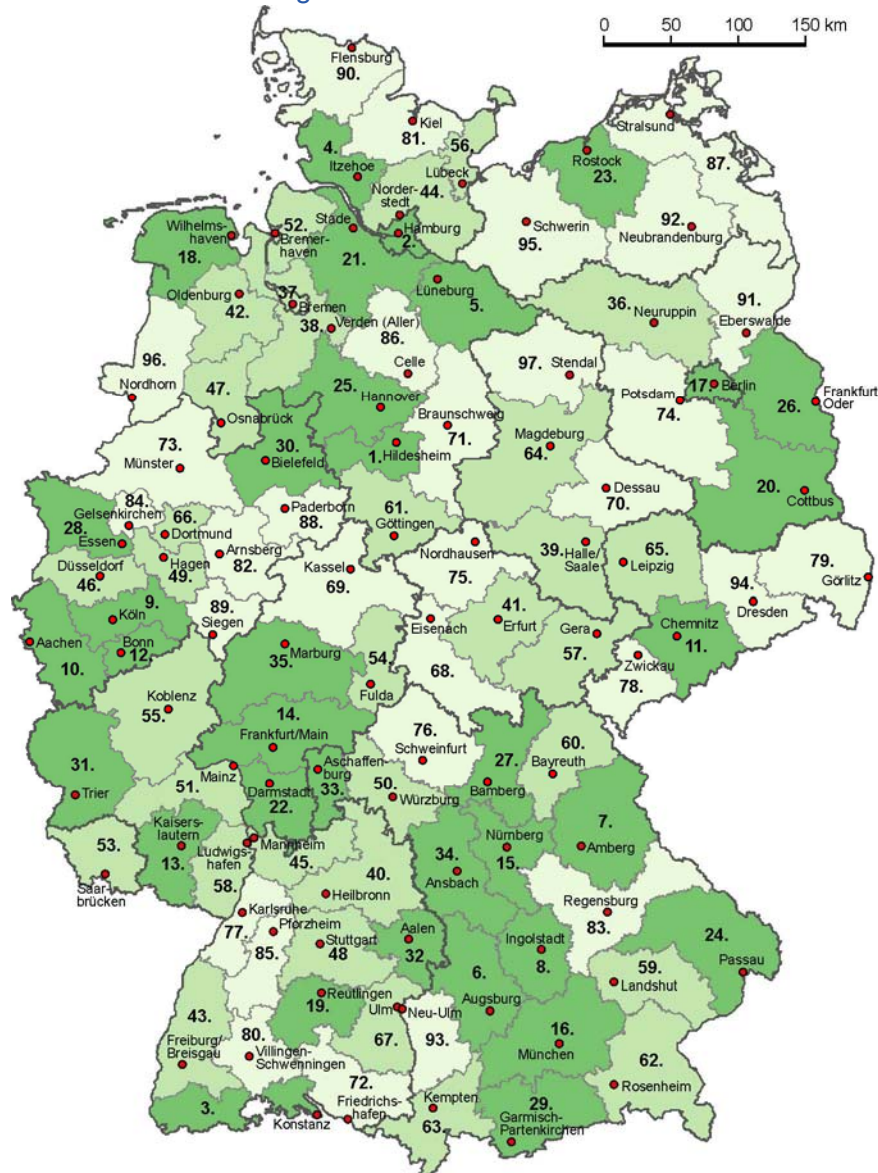 0 50 100 150 km
Flensburg
90.
Kiel
81.
Stralsund
4.
56.
Rostock
23.
87.
Itzehoe
Lübeck
44.
Norder-
stedt
Hamburg
2.
52.
Stade
Wilhelms-
haven
18.
Bremer-
haven
21.
Schwerin
95.
92.
Neubrandenburg
Lüneburg
5.
Oldenburg
42.
37.
Bremen
38.
Verden (Aller)
36.
Neuruppin
91.
Eberswalde
86.
Celle
97.
Stendal
96.
Nordhorn
47.
Osnabrück
25.
Hannover
Braunschweig
71.
17.
Berlin
Potsdam
74.
26.
Frankfurt
Oder
73.
Münster
30.
Bielefeld
1.
Hildesheim
Magdeburg
64.
Dessau
70.
20.
Cottbus
84.
Gelsenkirchen
28.
Essen
66.
Dortmund
Paderborn
88.
61.
Göttingen
Arnsberg
82.
Nordhausen
75.
39.
Halle/
Saale
65.
Leipzig
79.
Görlitz
Düsseldorf
46.
Hagen
49.
Kassel
69.
94.
Dresden
9.
Köln
89.
Siegen
41.
Erfurt
Eisenach
Gera
57.
Chemnitz
11.
Aachen
10.
Bonn
12.
Marburg
35.
54.
Fulda
68.
Zwickau
78.
Koblenz
55.
14.
Frankfurt/Main
76.
Schweinfurt
27.
Bamberg
60.
Bayreuth
31.
Trier
Mainz
51.
Darmstadt
22.
Aschaffen-
burg
33.
50.
Würzburg
7.
Amberg
53.
Saar-
brücken
Kaisers-
lautern
13.
Ludwigs-
hafen
58.
Mannheim
45.
40.
Heilbronn
34.
Ansbach
Nürnberg
15.
Karlsruhe
77.
Pforzheim
85.
Stuttgart
48
Aalen
32
Regensburg
83.
Ingolstadt
8.
24.
Passau
59.
Landshut
6.
Augsburg
Reutlingen
19.
Ulm
Neu-Ulm
67.
93.
43.
Freiburg/
Breisgau
80.
Villingen-
Schwenningen
16.
München
62.
Rosenheim
72.
Friedrichs-
hafen
Kempten
63.
29.
Garmisch-
Partenkirchen
3.
Konstanz